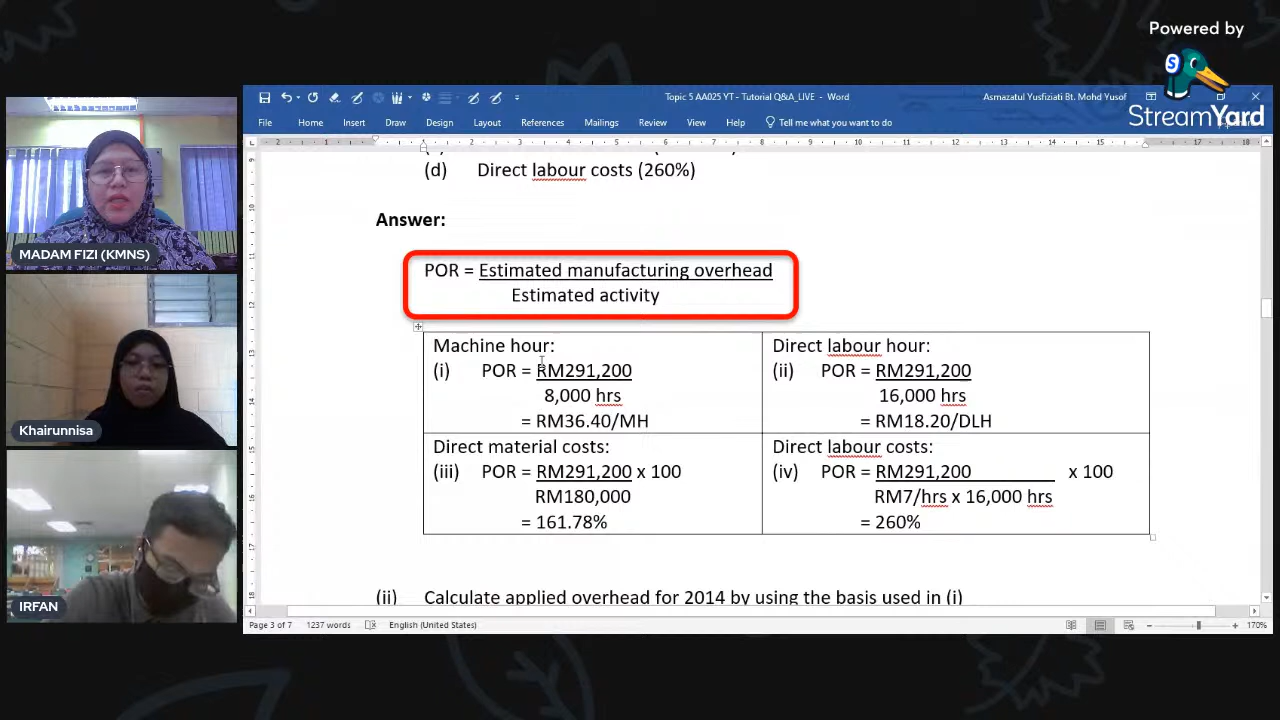 Powered by
StreamYard
Topic 5 AA025 YT - Tutorial Q&A_LIVE - Word
Asmazatul Yusfiziati Bt. Mohd Yusof
File Home Insert Draw Design Layout References Mailings Review View Help Tell me what you want to do
(d) Direct labour costs (260%)
Answer:
POR = Estimated manufacturing overhead
Estimated activity
Machine hour:
(i) POR = RM291,200
8,000 hrs
= RM36.40/MH
Direct labour hour:
(ii) POR = RM291,200
16,000 hrs
= RM18.20/DLH
Direct material costs:
(iii) POR = RM291,200 x 100
RM180,000
= 161.78%
Direct labour costs:
(iv) POR = RM291,200 x 100
RM7/hrs x 16,000 hrs
= 260%
(ii) Calculate applied overhead for 2014 by using the basis used in (i)
Page 3 of 7 1237 words English (United States) 170%
MADAM FIZI (KMNS)
Khairunnisa
IRFAN